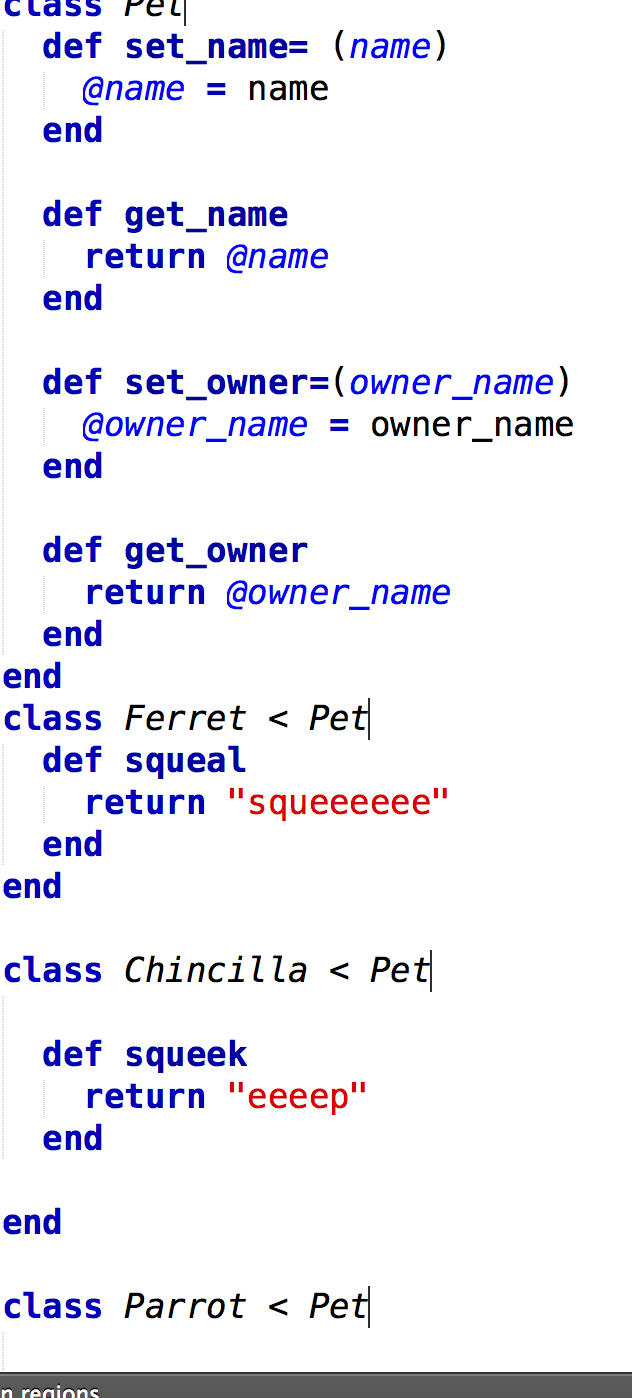 class Pet
  def set_name= (name)
    @name = name
  end

  def get_name
    return @name
  end

  def set_owner=(owner_name)
    @owner_name = owner_name
  end

  def get_owner
    return @owner_name
  end
end
class Ferret < Pet
  def squeal
    return "squeeeeee"
  end
end

class Chincilla < Pet

  def squeek
    return "eeeep"
  end

end

class Parrot < Pet
n regions